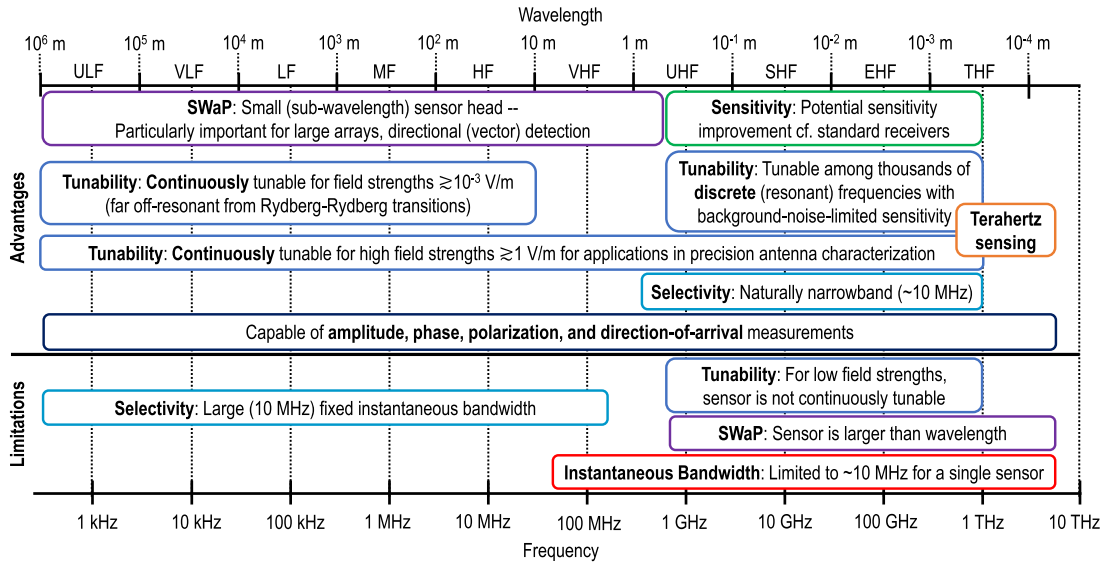 Wavelength
10⁶ m 10⁵ m 10⁴ m 10³ m 10² m 10 m 1 m 10⁻¹ m 10⁻² m 10⁻³ m 10⁻⁴ m
ULF VLF LF MF HF VHF UHF SHF EHF THF
Advantages
SWaP: Small (sub-wavelength) sensor head --
Particularly important for large arrays, directional (vector) detection
Sensitivity: Potential sensitivity
improvement cf. standard receivers
Tunability: Continuously tunable for field strengths ≳10⁻³ V/m
(far off-resonant from Rydberg-Rydberg transitions)
Tunability: Tunable among thousands of
discrete (resonant) frequencies with
background-noise-limited sensitivity
Terahertz
sensing
Tunability: Continuously tunable for high field strengths ≳1 V/m for applications in precision antenna characterization
Selectivity: Naturally narrowband (~10 MHz)
Capable of amplitude, phase, polarization, and direction-of-arrival measurements
Limitations
Tunability: For low field strengths,
sensor is not continuously tunable
Selectivity: Large (10 MHz) fixed instantaneous bandwidth
SWaP: Sensor is larger than wavelength
Instantaneous Bandwidth: Limited to ~10 MHz for a single sensor
1 kHz 10 kHz 100 kHz 1 MHz 10 MHz 100 MHz 1 GHz 10 GHz 100 GHz 1 THz 10 THz
Frequency